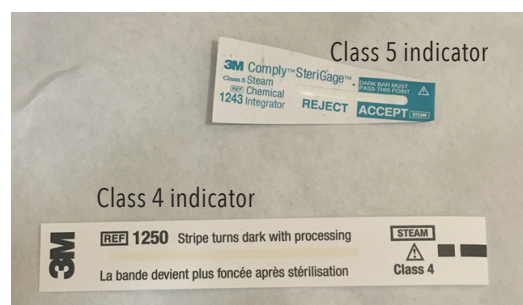 Class 5 indicator
3M Comply™ SteriGage™
Class 5 Steam
REF Chemical
1243 Integrator
DARK BAR MUST
PASS THIS POINT
REJECT
ACCEPT STEAM
Class 4 indicator
3M
REF 1250 Stripe turns dark with processing
La bande devient plus foncée après stérilisation
STEAM
Class 4